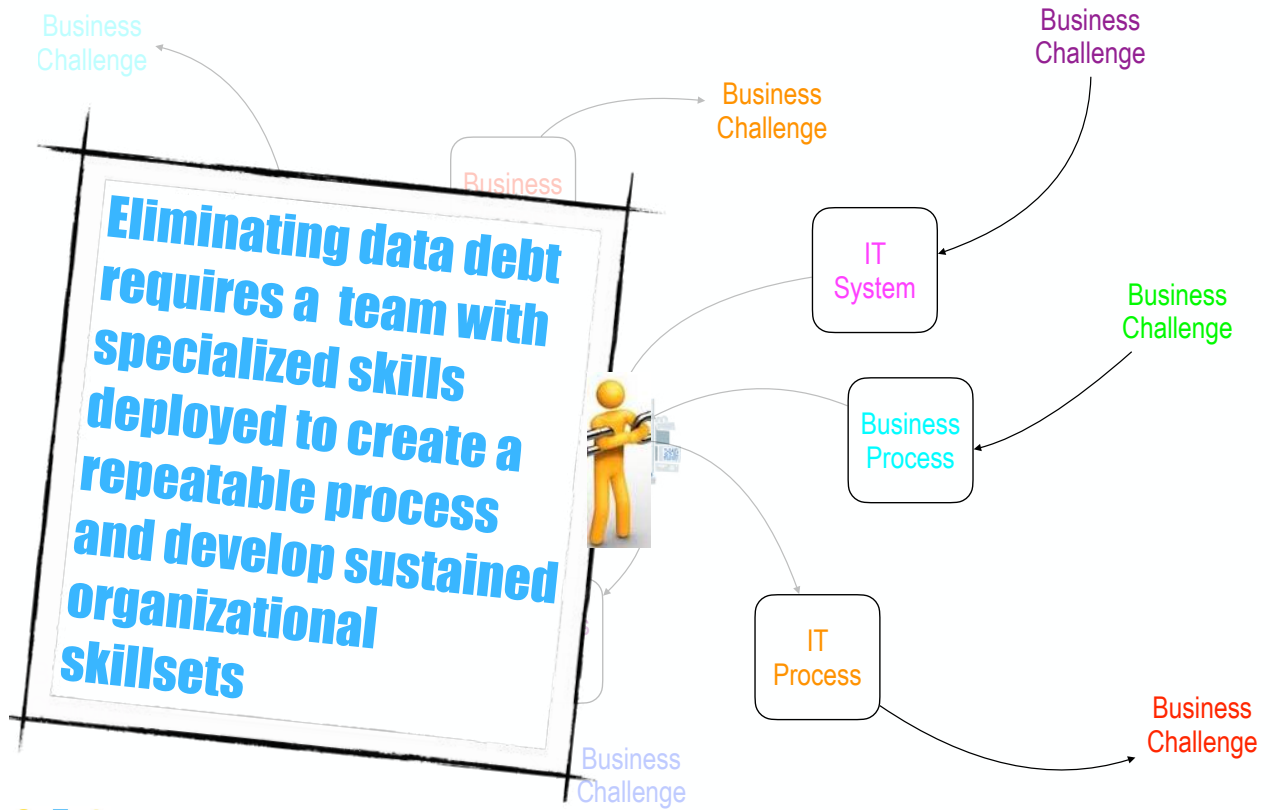 Business
Challenge
Business
Challenge
Business
Challenge
Business
Eliminating data debt
requires a  team with
specialized skills
deployed to create a
repeatable process
and develop sustained
organizational
skillsets
IT
System
Business
Challenge
Business
Process
IT
Process
Business
Challenge
Business
Challenge